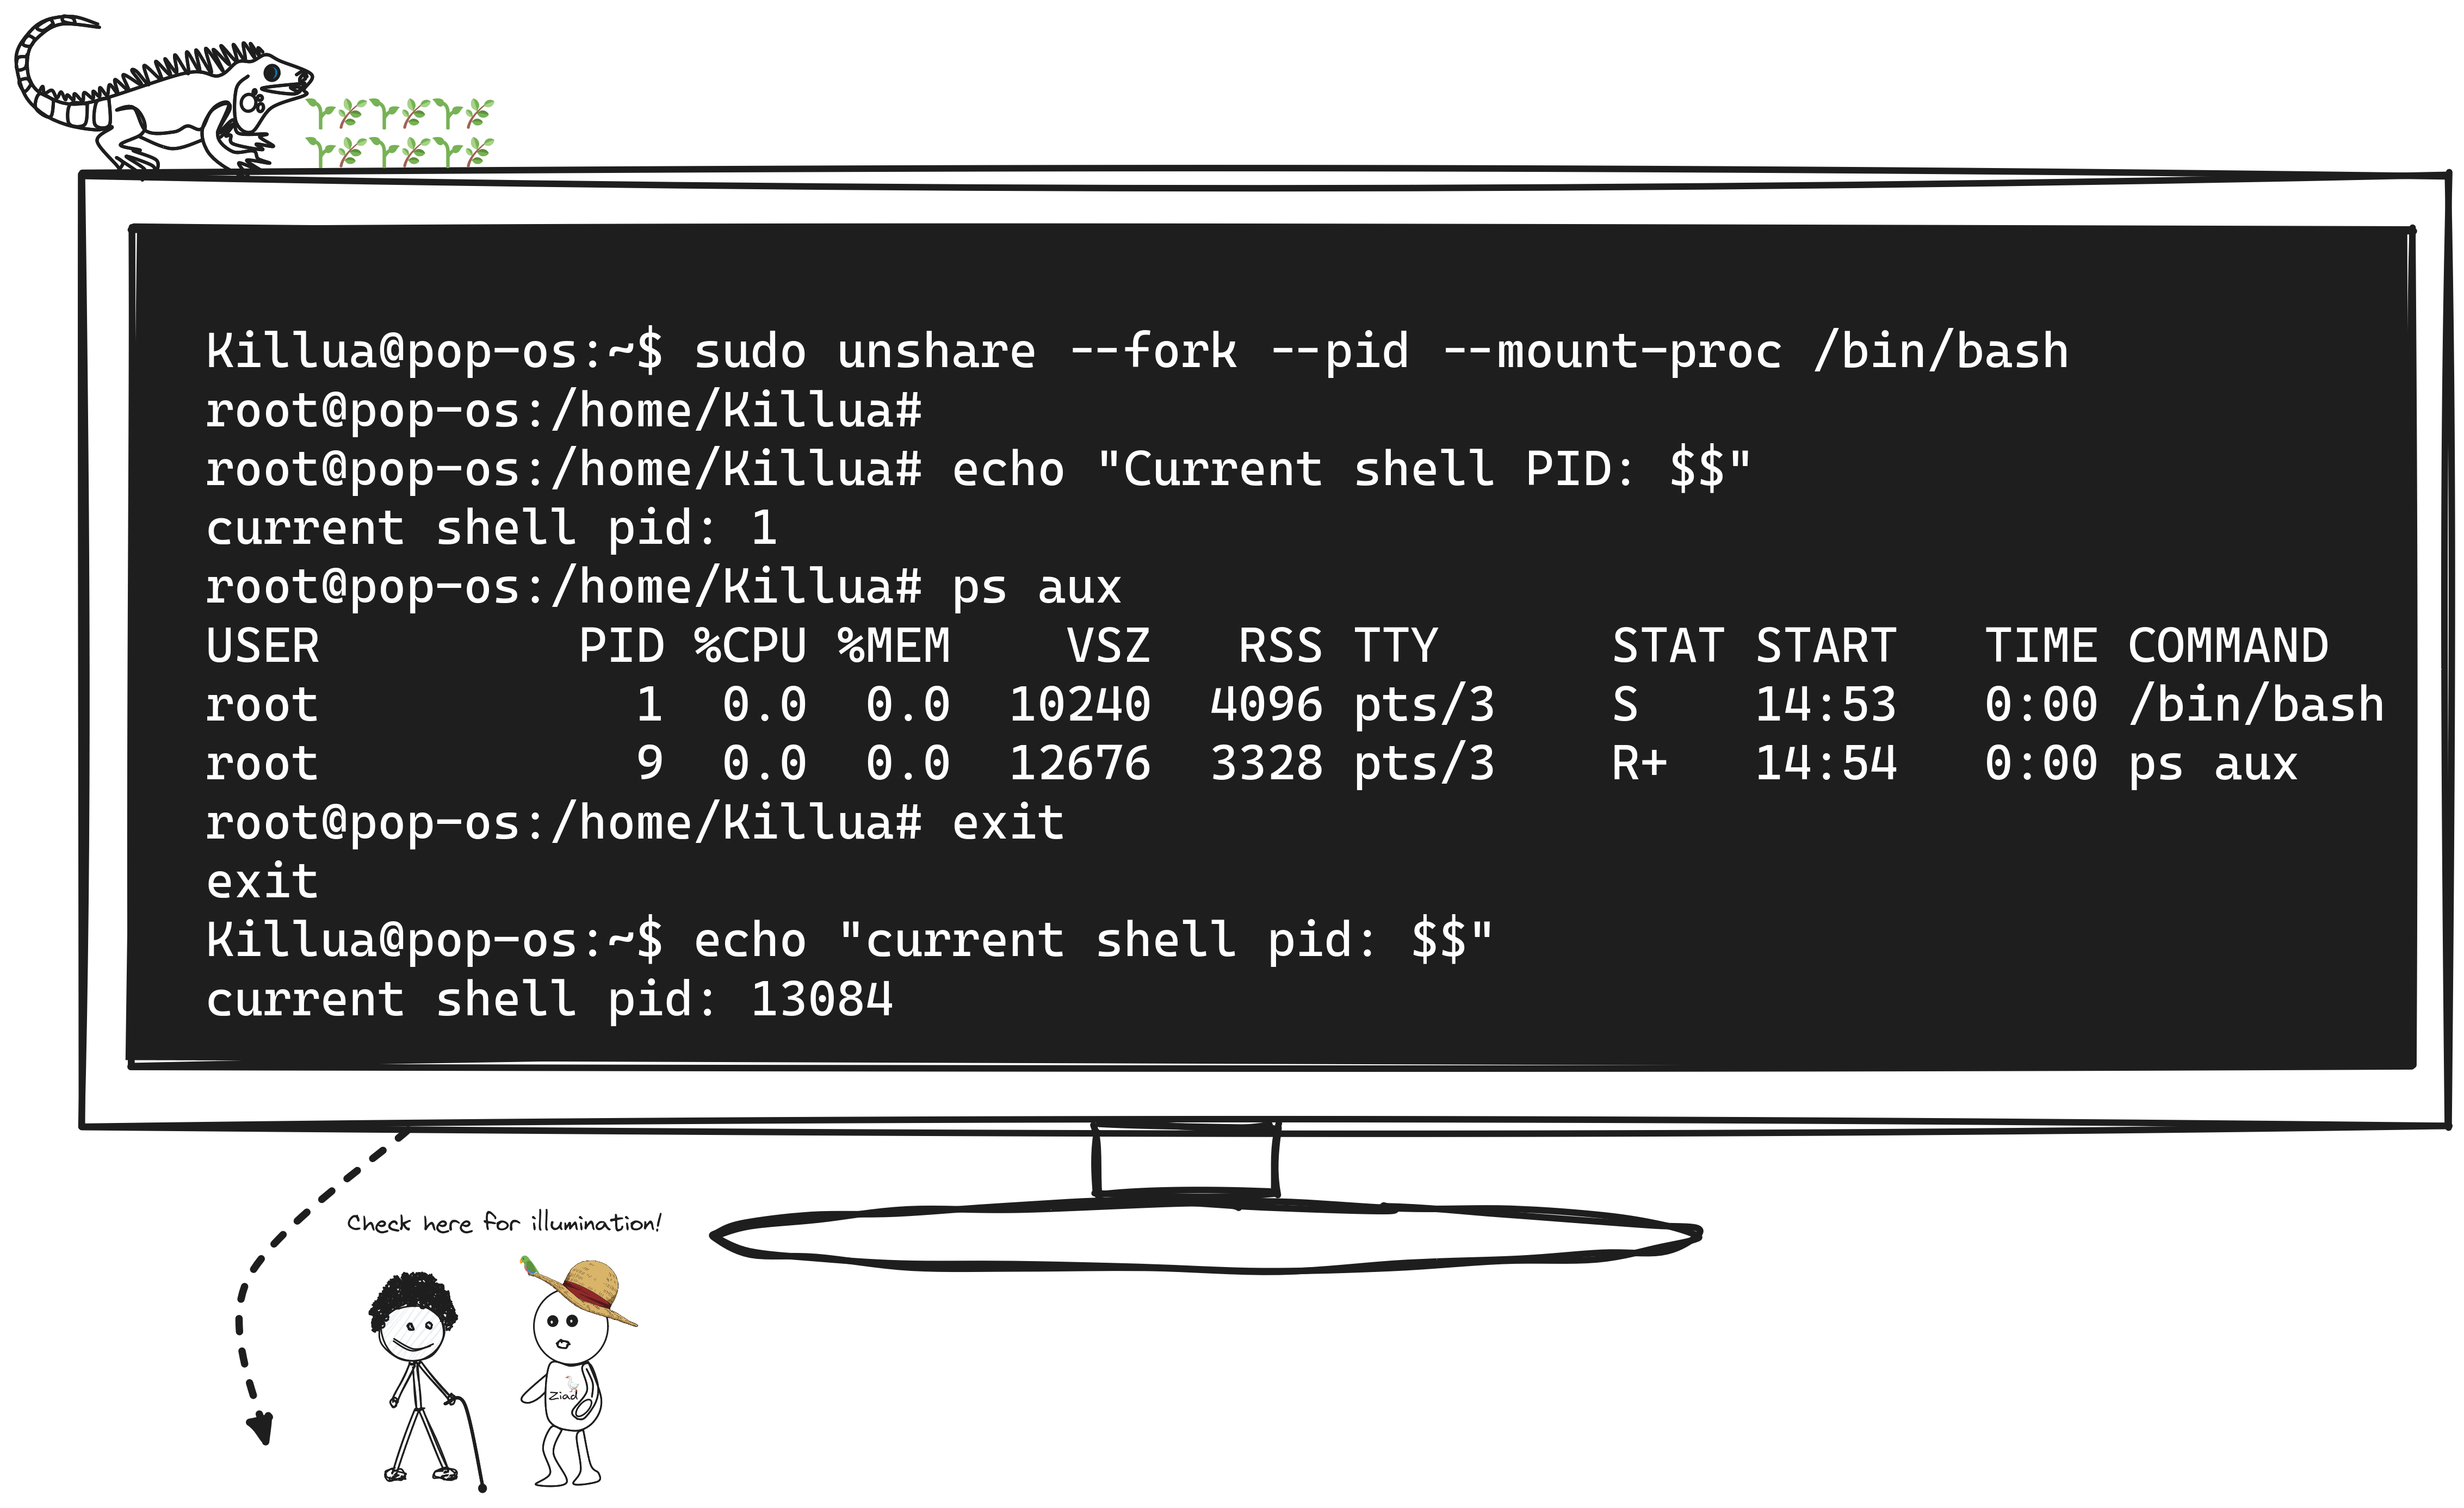 Killua@pop-os:~$ sudo unshare --fork --pid --mount-proc /bin/bash
root@pop-os:/home/Killua#
root@pop-os:/home/Killua# echo "Current shell PID: $$"
current shell pid: 1
root@pop-os:/home/Killua# ps aux
USER         PID %CPU %MEM    VSZ   RSS TTY      STAT START   TIME COMMAND
root           1  0.0  0.0  10240  4096 pts/3    S    14:53   0:00 /bin/bash
root           9  0.0  0.0  12676  3328 pts/3    R+   14:54   0:00 ps aux
root@pop-os:/home/Killua# exit
exit
Killua@pop-os:~$ echo "current shell pid: $$"
current shell pid: 13084
Check here for illumination!
Ziad